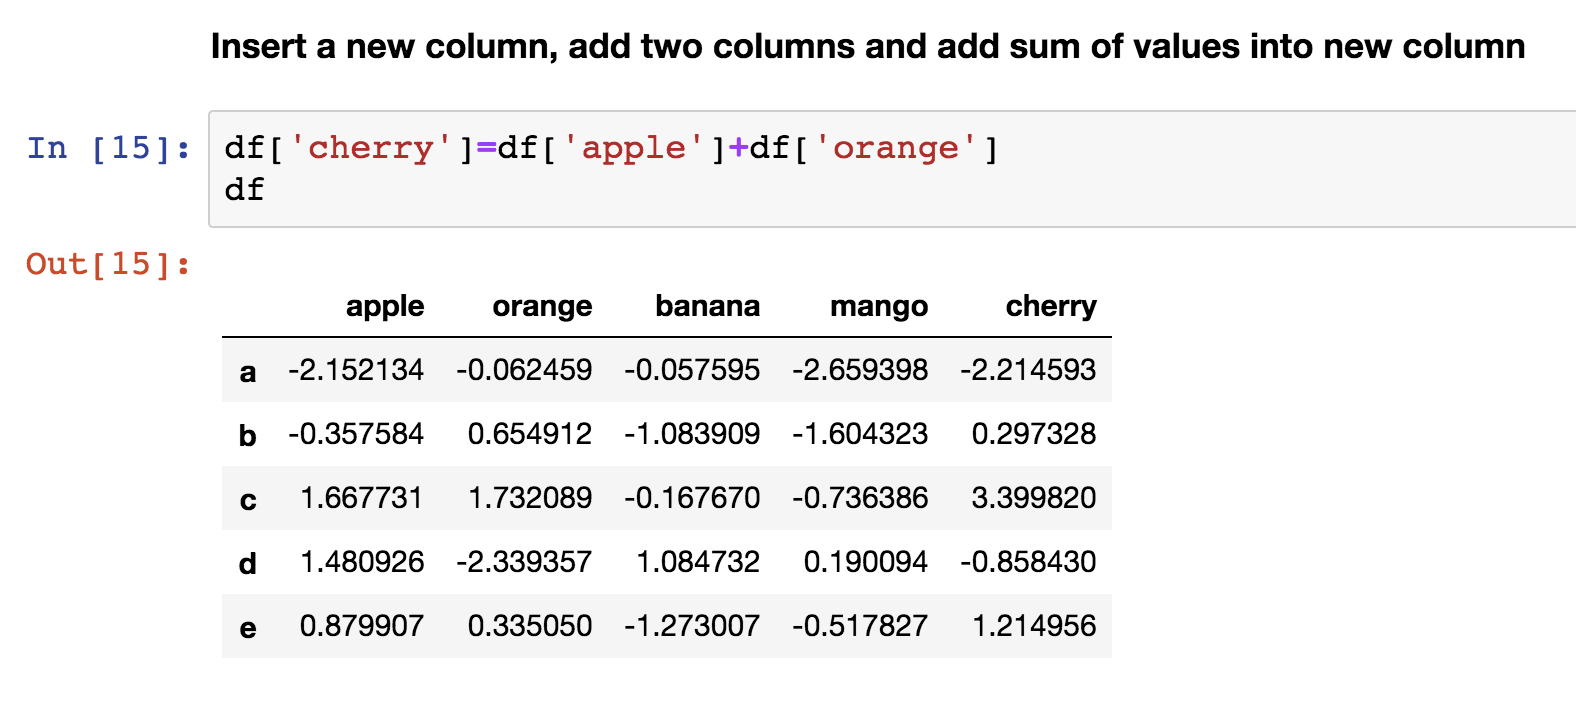 Insert a new column, add two columns and add sum of values into new column
In [15]: df['cherry']=df['apple']+df['orange']
df
Out[15]:
apple orange banana mango cherry
a -2.152134 -0.062459 -0.057595 -2.659398 -2.214593
b -0.357584 0.654912 -1.083909 -1.604323 0.297328
c 1.667731 1.732089 -0.167670 -0.736386 3.399820
d 1.480926 -2.339357 1.084732 0.190094 -0.858430
e 0.879907 0.335050 -1.273007 -0.517827 1.214956